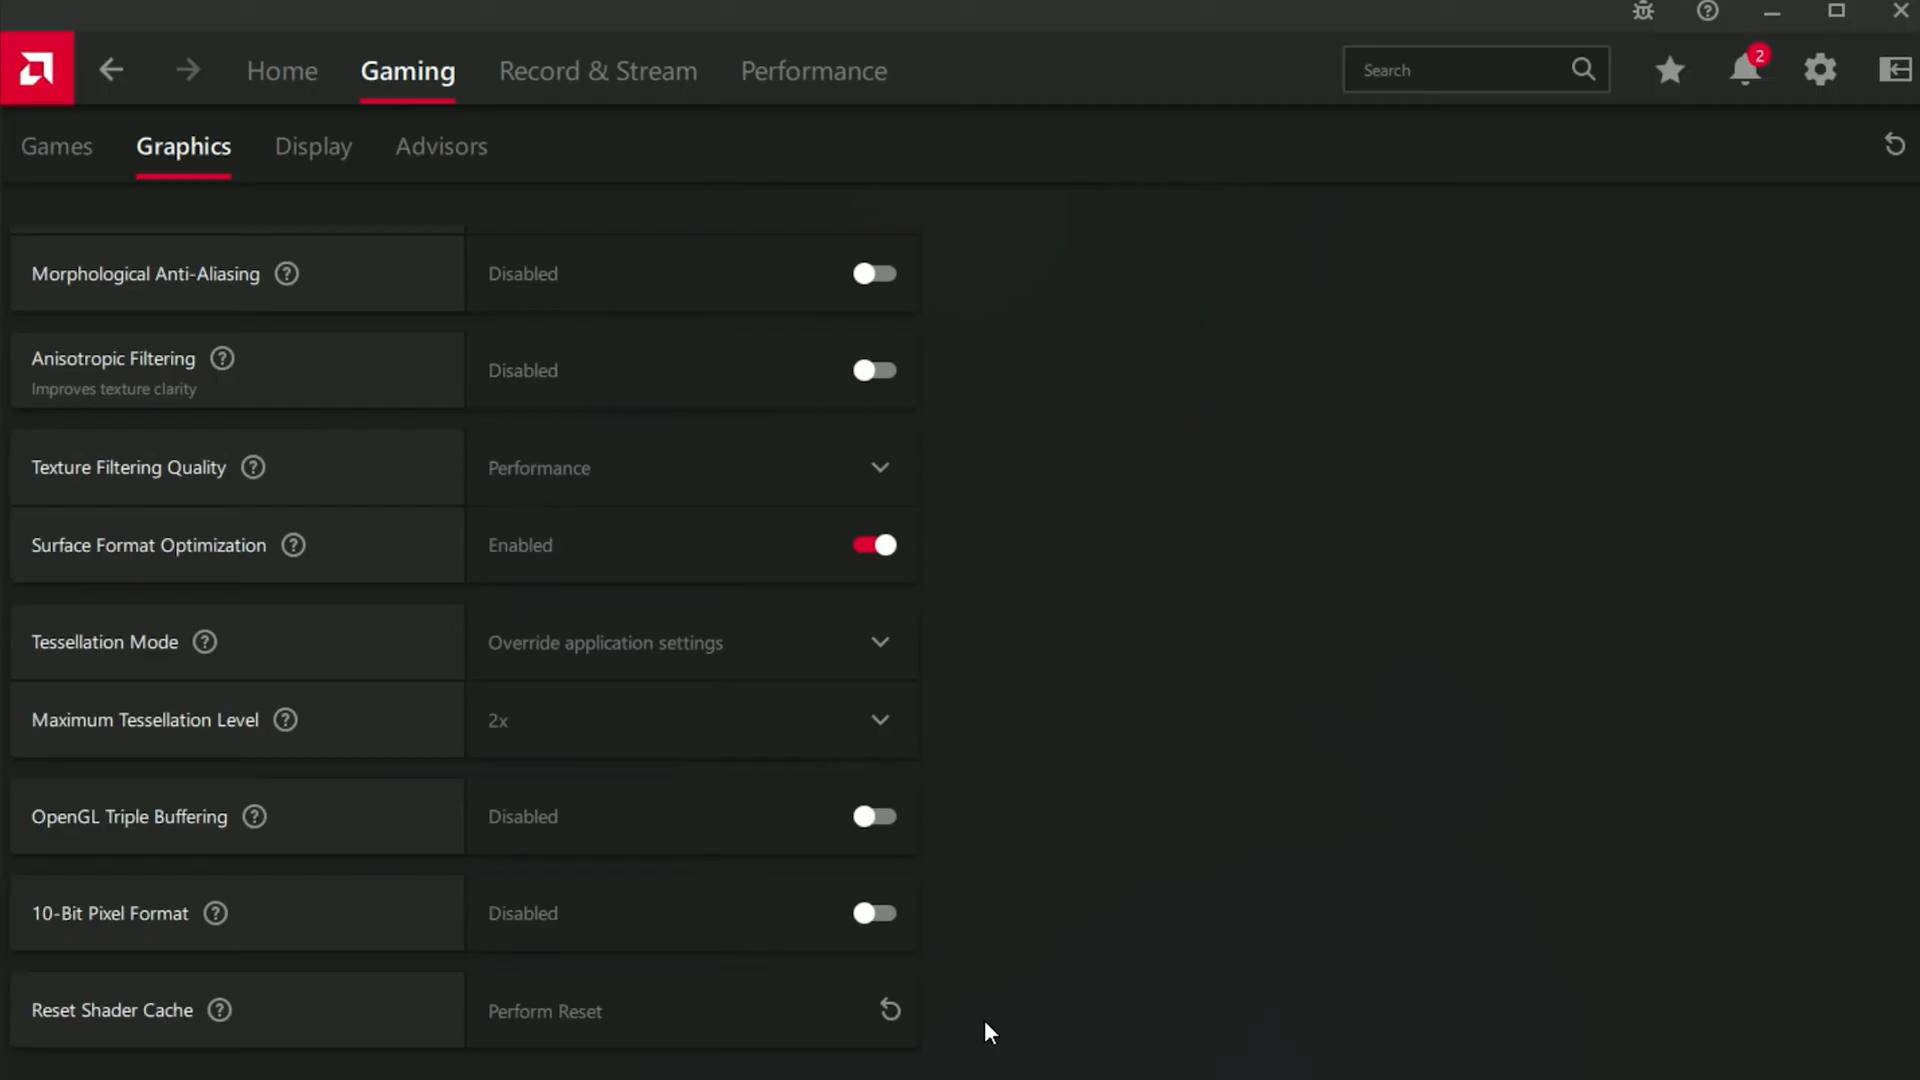 Home
Gaming
Record & Stream
Performance
Search
2
Games
Graphics
Display
Advisors
Morphological Anti-Aliasing
Disabled
Anisotropic Filtering
Improves texture clarity
Disabled
Texture Filtering Quality
Performance
Surface Format Optimization
Enabled
Tessellation Mode
Override application settings
Maximum Tessellation Level
2x
OpenGL Triple Buffering
Disabled
10-Bit Pixel Format
Disabled
Reset Shader Cache
Perform Reset